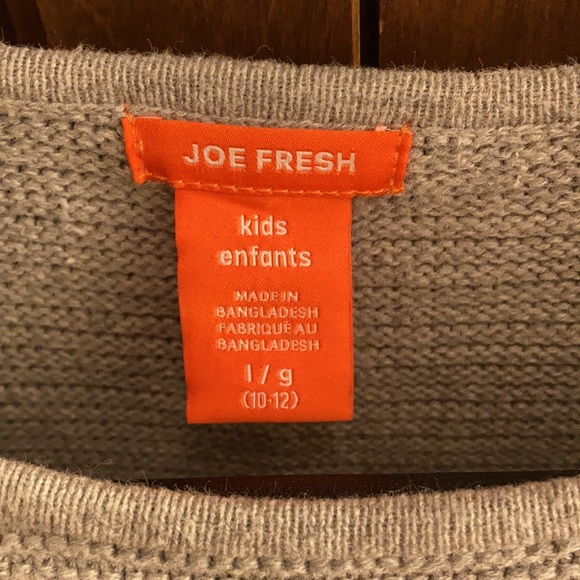 JOE FRESH
kids
enfants
MADE IN
BANGLADESH
FABRIQUÉ AU
BANGLADESH
l / g
(10-12)